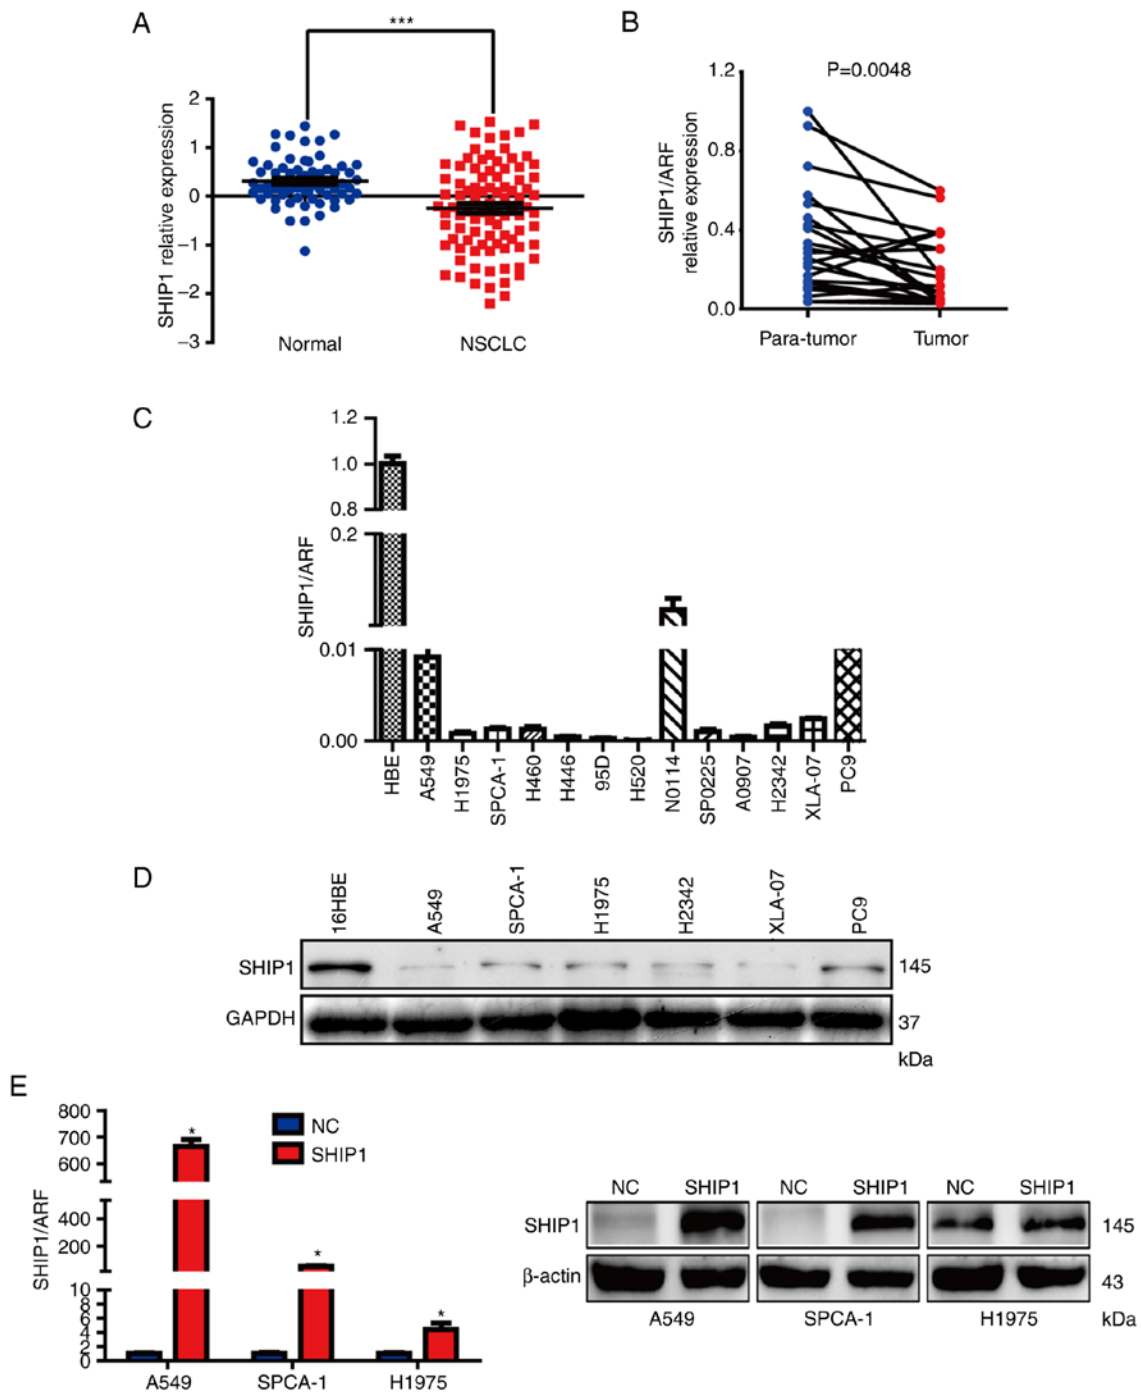 A
***
SHIP1 relative expression
2
1
0
−1
−2
−3
Normal
NSCLC
B
P=0.0048
SHIP1/ARF
relative expression
1.2
0.8
0.4
0.0
Para-tumor
Tumor
C
SHIP1/ARF
1.2
1.0
0.8
0.2
0.01
0.00
HBE
A549
H1975
SPCA-1
H460
H446
95D
H520
N0114
SP0225
A0907
H2342
XLA-07
PC9
D
16HBE
A549
SPCA-1
H1975
H2342
XLA-07
PC9
SHIP1
145
GAPDH
37
kDa
E
SHIP1/ARF
800
700
600
400
200
10
8
6
4
2
0
*
*
*
NC
SHIP1
A549
SPCA-1
H1975
NC
SHIP1
NC
SHIP1
NC
SHIP1
SHIP1
145
β-actin
43
A549
SPCA-1
H1975
kDa